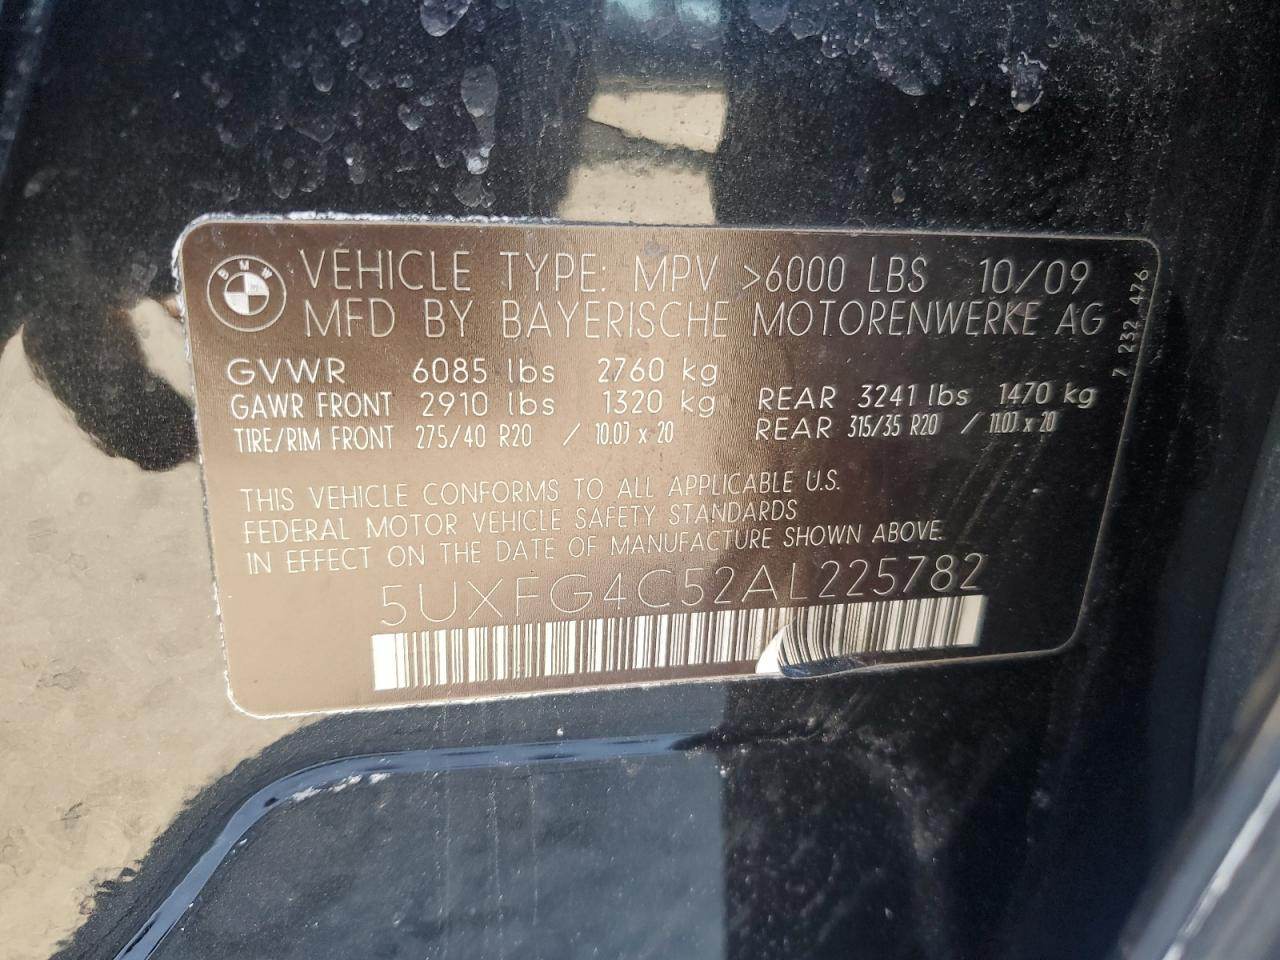 BMW
VEHICLE TYPE: MPV >6000 LBS 10/09
MFD BY BAYERISCHE MOTORENWERKE AG
GVWR 6085 lbs 2760 kg
GAWR FRONT 2910 lbs 1320 kg REAR 3241 lbs 1470 kg
TIRE/RIM FRONT 275/40 R20 / 10.0J x 20 REAR 315/35 R20 / 11.0J x 20
THIS VEHICLE CONFORMS TO ALL APPLICABLE U.S.
FEDERAL MOTOR VEHICLE SAFETY STANDARDS
IN EFFECT ON THE DATE OF MANUFACTURE SHOWN ABOVE.
5UXFG4C52AL225782
7 232 476